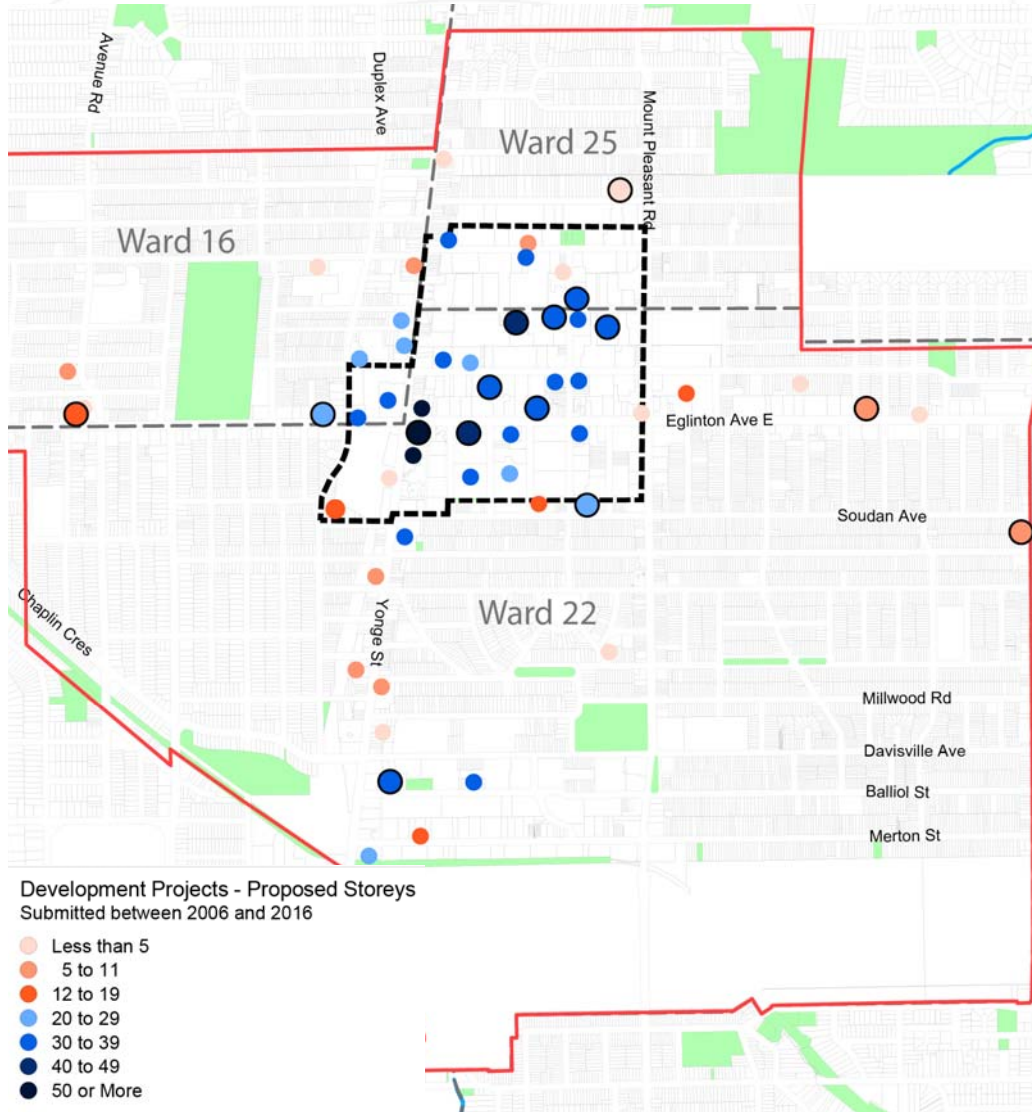 Avenue Rd
Duplex Ave
Mount Pleasant Rd
Ward 25
Ward 16
Eglinton Ave E
Soudan Ave
Ward 22
Chaplin Cres
Yonge St
Millwood Rd
Davisville Ave
Balliol St
Merton St
Development Projects - Proposed Storeys
Submitted between 2006 and 2016
Less than 5
5 to 11
12 to 19
20 to 29
30 to 39
40 to 49
50 or More